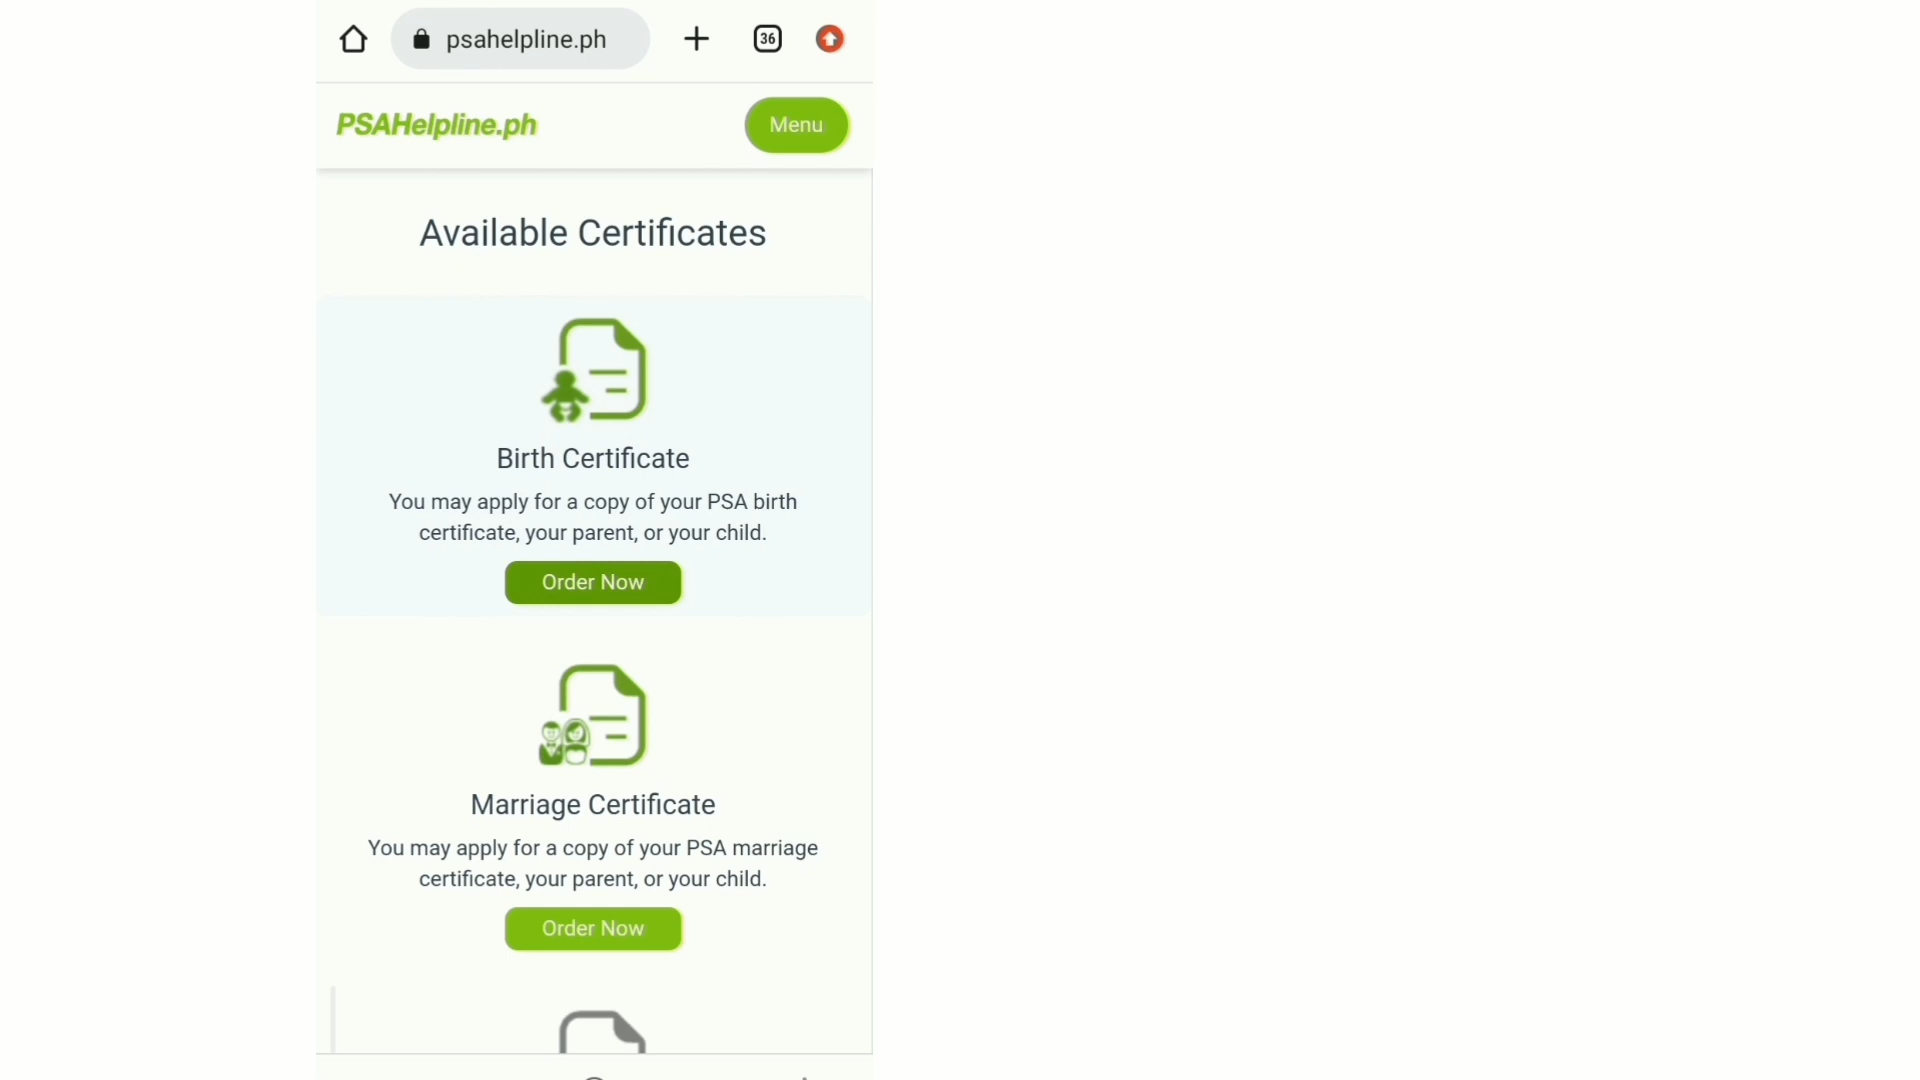 psahelpline.ph
36
PSAHelpline.ph
Menu
Available Certificates
Birth Certificate
You may apply for a copy of your PSA birth
certificate, your parent, or your child.
Order Now
Marriage Certificate
You may apply for a copy of your PSA marriage
certificate, your parent, or your child.
Order Now